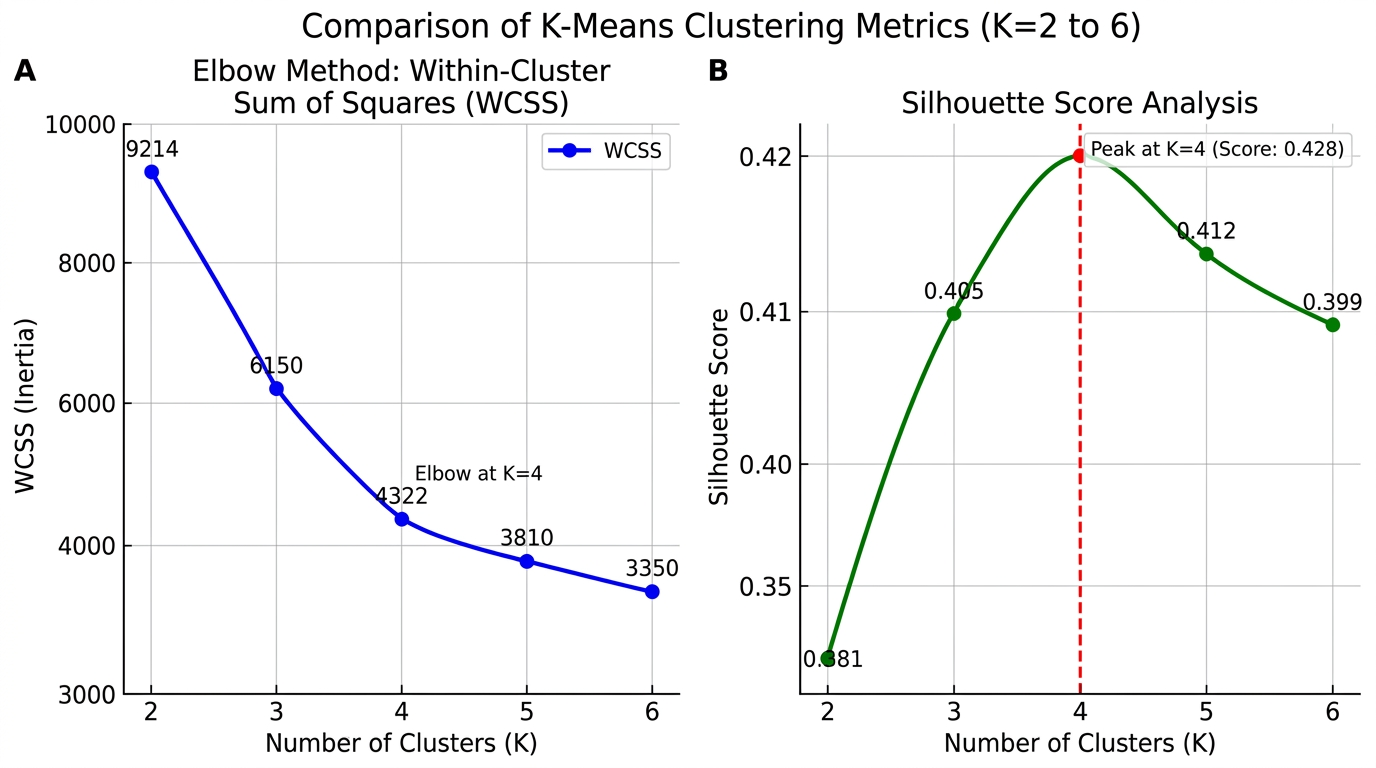 Comparison of K-Means Clustering Metrics (K=2 to 6)
A
Elbow Method: Within-Cluster
Sum of Squares (WCSS)
10000
8000
6000
4000
3000
WCSS (Inertia)
9214
6150
4322
3810
3350
Elbow at K=4
WCSS
2
3
4
5
6
Number of Clusters (K)
B
Silhouette Score Analysis
0.42
0.41
0.40
0.35
Silhouette Score
0.381
0.405
Peak at K=4 (Score: 0.428)
0.412
0.399
2
3
4
5
6
Number of Clusters (K)